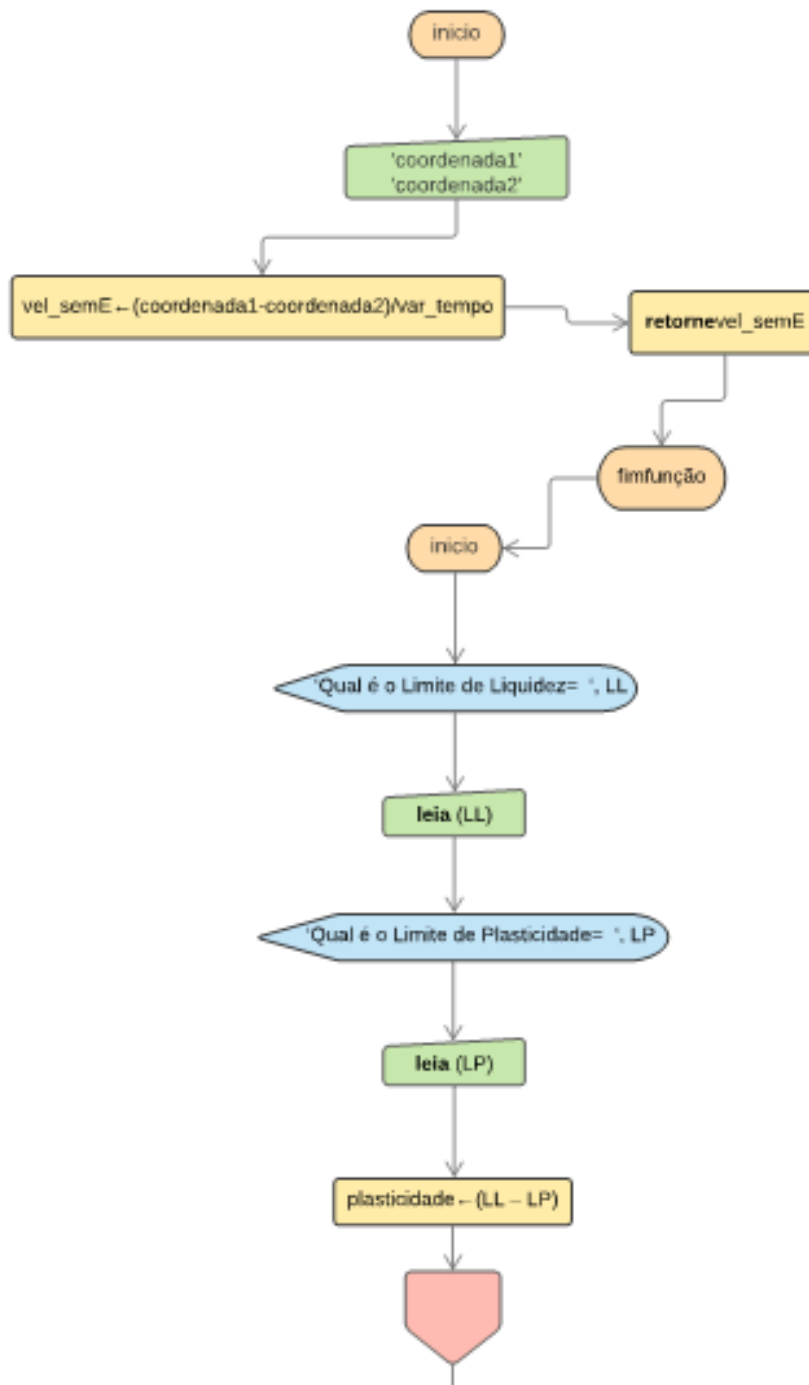 inicio
'coordenada1'
'coordenada2'
vel_semE←(coordenada1-coordenada2)/var_tempo
retornevel_semE
fimfunção
inicio
'Qual é o Limite de Liquidez=  ', LL
leia (LL)
'Qual é o Limite de Plasticidade=  ', LP
leia (LP)
plasticidade←(LL – LP)